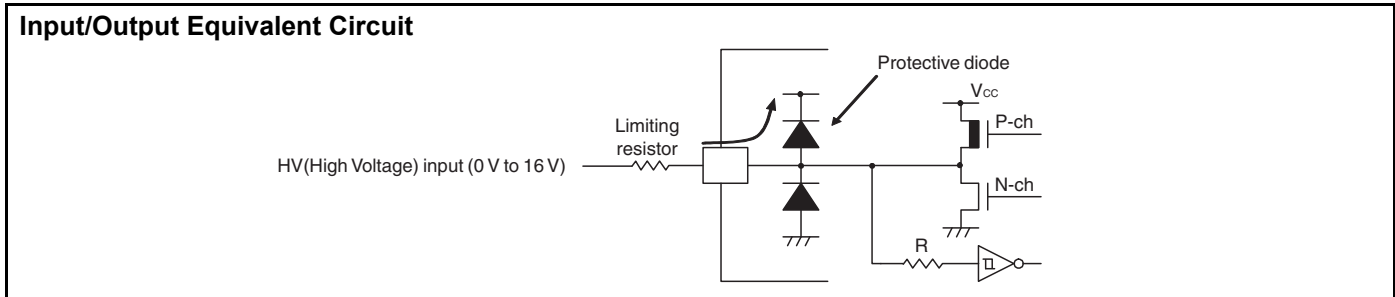 Input/Output Equivalent Circuit
Protective diode
Vcc
P-ch
Limiting
resistor
HV(High Voltage) input (0 V to 16 V)
N-ch
R